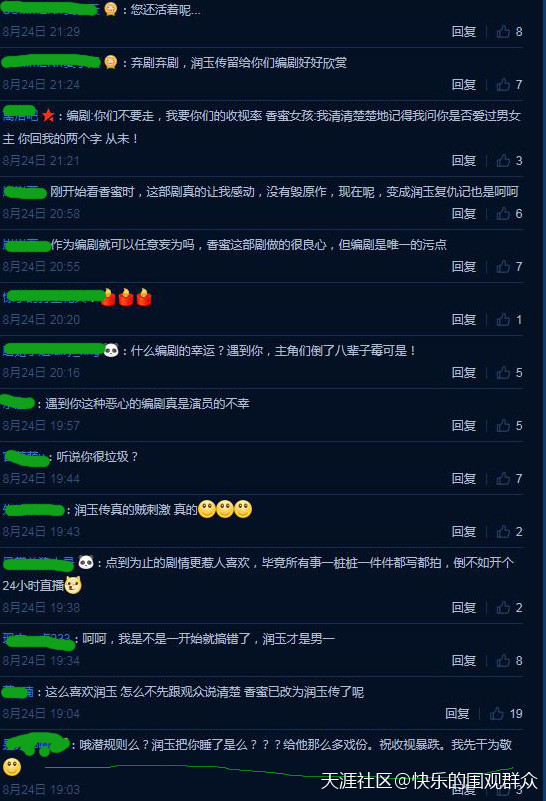 ：您还活着呢...
8月24日 21:29
回复 8
：弃剧弃剧，润玉传留给你们编剧好好欣赏
8月24日 21:24
回复 7
：编剧:你们不要走，我要你们的收视率 香蜜女孩:我清清楚楚地记得我问你是否爱过男女
主 你回我的两个字 从未！
8月24日 21:21
回复 3
刚开始看香蜜时，这部剧真的让我感动，没有毁原作，现在呢，变成润玉复仇记也是呵呵
8月24日 20:58
回复 6
作为编剧就可以任意妄为吗，香蜜这部剧做的很良心，但编剧是唯一的污点
8月24日 20:55
回复 7
8月24日 20:20
回复 1
：什么编剧的幸运？遇到你，主角们倒了八辈子霉可是！
8月24日 20:16
回复 5
：遇到你这种恶心的编剧真是演员的不幸
8月24日 19:57
回复 5
：听说你很垃圾？
8月24日 19:44
回复 7
：润玉传真的贼刺激 真的
8月24日 19:43
回复 2
：点到为止的剧情更惹人喜欢，毕竟所有事一桩桩一件件都写都拍，倒不如开个
24小时直播
8月24日 19:38
回复 2
：呵呵，我是不是一开始就搞错了，润玉才是男一
8月24日 19:34
回复 8
：这么喜欢润玉 怎么不先跟观众说清楚 香蜜已改为润玉传了呢
8月24日 19:04
回复 19
：哦潜规则么？润玉把你睡了是么？？？给他那么多戏份。祝收视暴跌。我先干为敬
8月24日 19:03
回复
天涯社区@快乐的围观群众